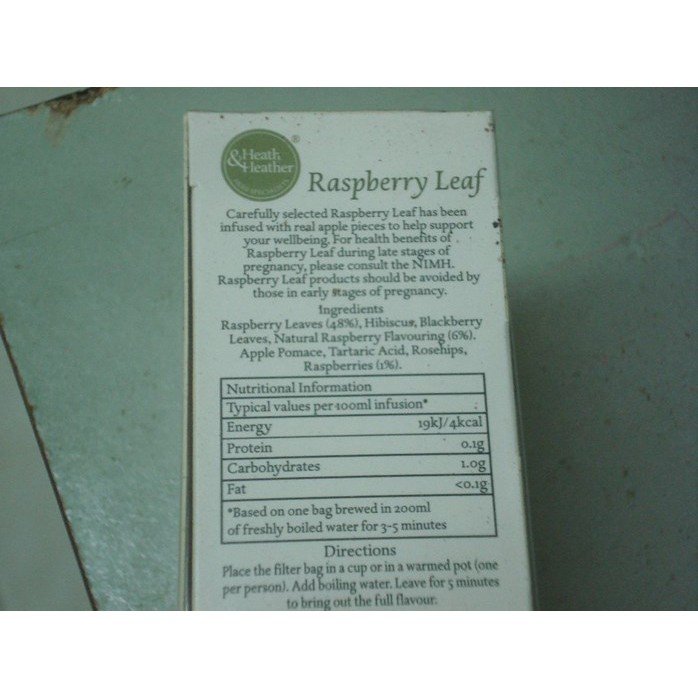 Heath
& Heather
®
Raspberry Leaf
Carefully selected Raspberry Leaf has been
infused with real apple pieces to help support
your wellbeing. For health benefits of
Raspberry Leaf during late stages of
pregnancy, please consult the NIMH.
Raspberry Leaf products should be avoided by
those in early stages of pregnancy.
Ingredients
Raspberry Leaves (48%), Hibiscus, Blackberry
Leaves, Natural Raspberry Flavouring (6%).
Apple Pomace, Tartaric Acid, Rosehips,
Raspberries (1%).
Nutritional Information
Typical values per 100ml infusion*
Energy 19kJ/4kcal
Protein 0.1g
Carbohydrates 1.0g
Fat <0.1g
*Based on one bag brewed in 200ml
of freshly boiled water for 3-5 minutes
Directions
Place the filter bag in a cup or in a warmed pot (one
per person). Add boiling water. Leave for 5 minutes
to bring out the full flavour.